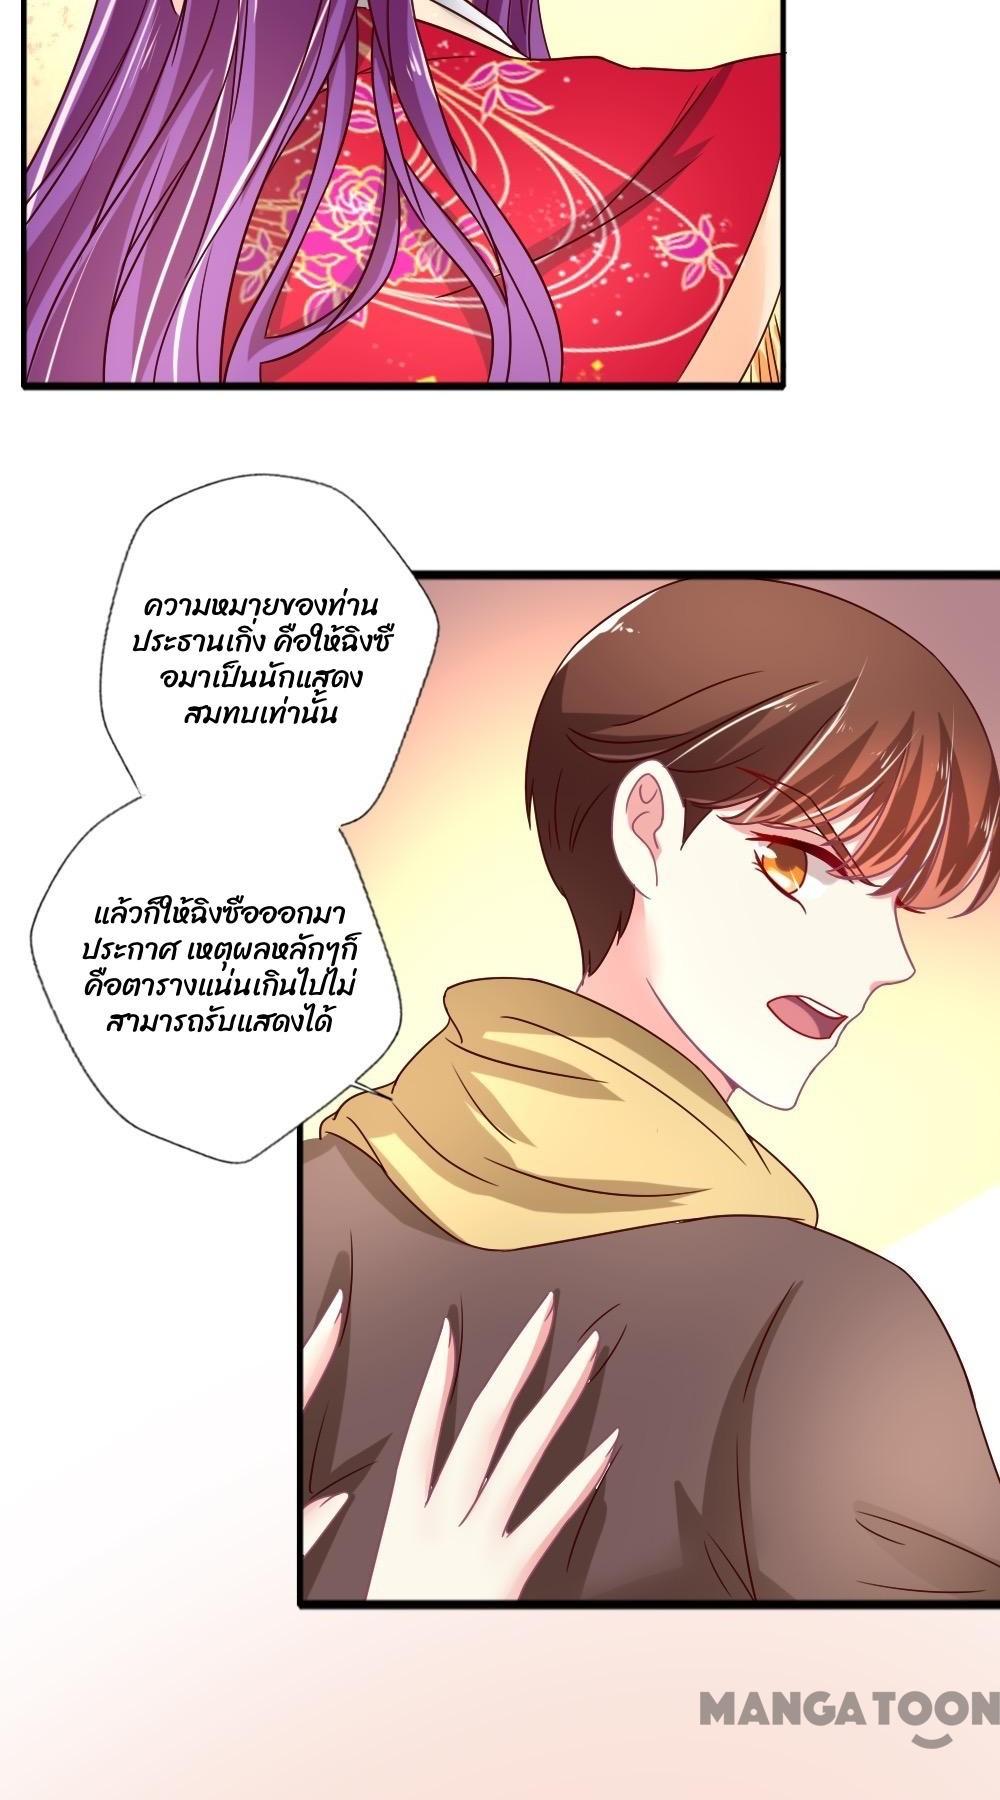 ความหมายของท่าน
ประธานเกิ่ง คือให้ฉิงซื
อมาเป็นนักแสดง
สมทบเท่านั้น
แล้วก็ให้ฉิงซือออกมา
ประกาศ เหตุผลหลักๆก็
คือตารางแน่นเกินไปไม่
สามารถรับแสดงได้
MANGATOON